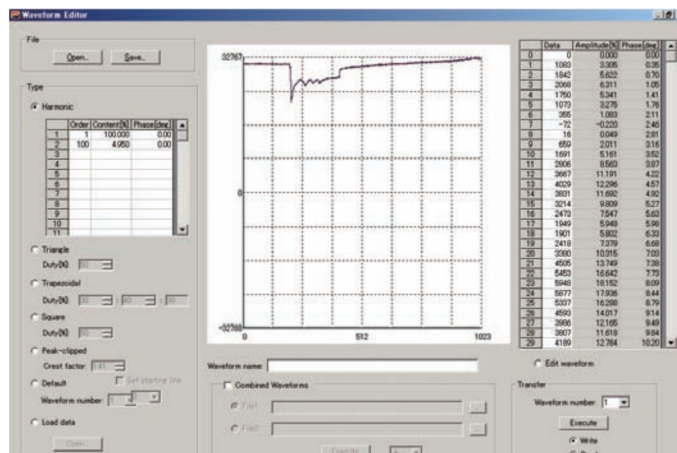 Waveform Editor
File
Open..
Save..
Type
Harmonic
Order Content[%] Phase[deg]
1 1 100.000 0.00
2 100 4.950 0.00
3
4
5
6
7
8
9
10
11
Triangle
Duty[%]
Trapezoidal
Duty[%]
Square
Duty[%]
Peak-clipped
Crest factor
Default
Set starting line
Waveform number: 1
Load data
Open..
32767
0
-32768
0 512 1023
Waveform name:
Combined Waveforms
File1
File2
Execute
Data Amplitude[%] Phase[deg]
0 0 0.000 0.00
1 1083 3.305 0.35
2 1842 5.622 0.70
3 2068 6.311 1.05
4 1750 5.341 1.41
5 1073 3.275 1.76
6 355 1.083 2.11
7 -72 -0.220 2.46
8 16 0.049 2.81
9 659 2.011 3.16
10 1691 5.161 3.52
11 2806 8.563 3.87
12 3667 11.191 4.22
13 4029 12.296 4.57
14 3831 11.692 4.92
15 3214 9.809 5.27
16 2473 7.547 5.63
17 1949 5.948 5.98
18 1901 5.802 6.33
19 2418 7.379 6.68
20 3380 10.315 7.03
21 4505 13.749 7.38
22 5453 16.642 7.73
23 5948 18.152 8.09
24 5877 17.936 8.44
25 5337 16.288 8.79
26 4593 14.017 9.14
27 3986 12.165 9.49
28 3807 11.618 9.84
29 4189 12.784 10.20
Edit waveform
Transfer
Waveform number: 1
Execute
Write